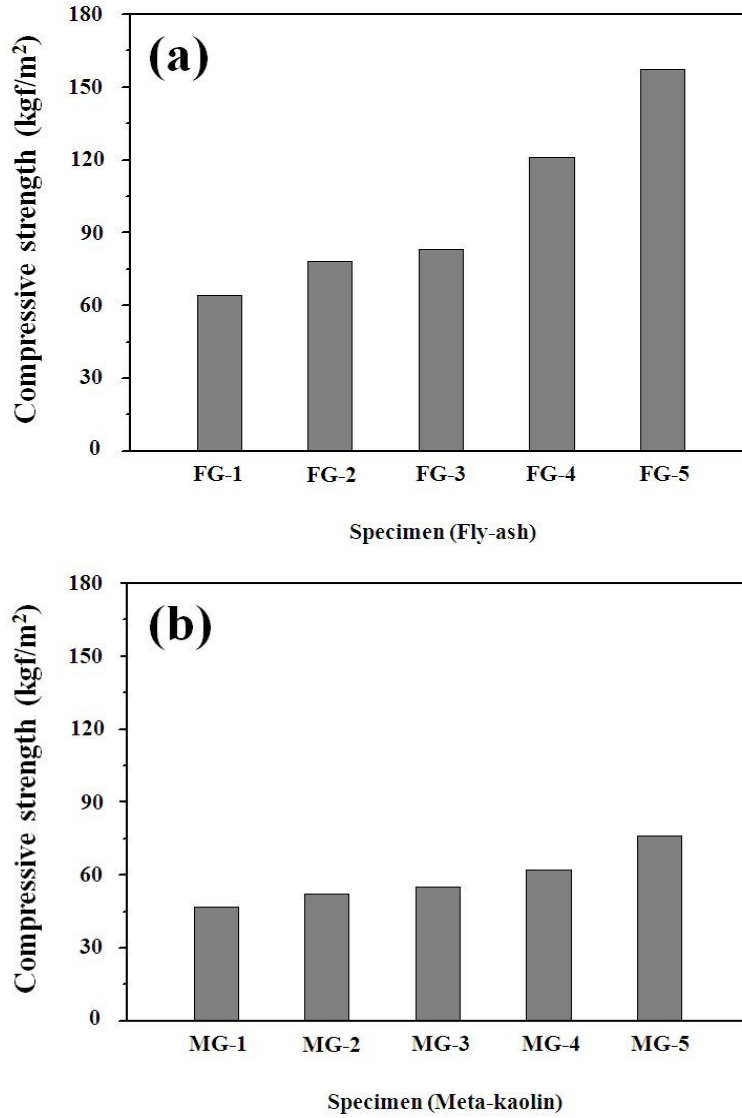 (a)
Compressive strength (kgf/m²)
180
150
120
90
60
30
0
FG-1 FG-2 FG-3 FG-4 FG-5
Specimen (Fly-ash)
(b)
Compressive strength (kgf/m²)
180
150
120
90
60
30
0
MG-1 MG-2 MG-3 MG-4 MG-5
Specimen (Meta-kaolin)